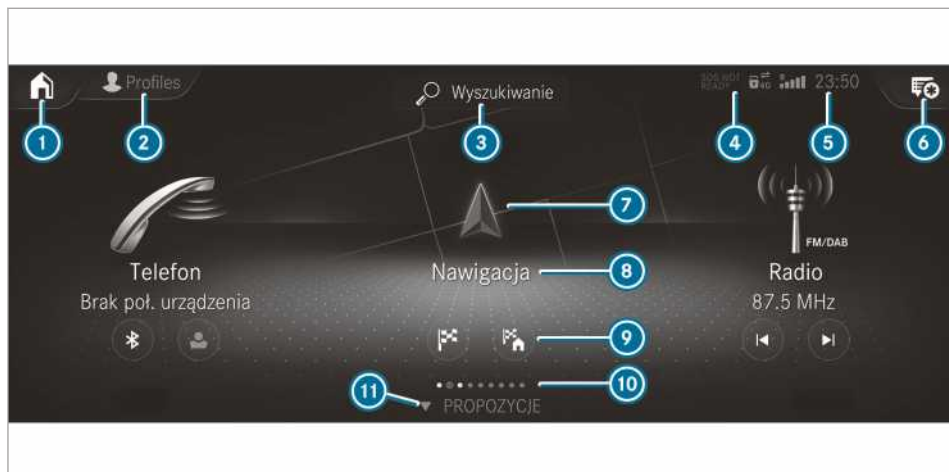 Profiles
Wyszukiwanie
SOS NOT
READY
4G
23:50
1
2
3
4
5
6
7
FM/DAB
Telefon
Nawigacja
8
Radio
Brak poł. urządzenia
87.5 MHz
9
10
11
PROPOZYCJE